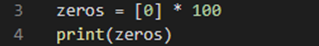 3 zeros = [0] * 100
4 print(zeros)